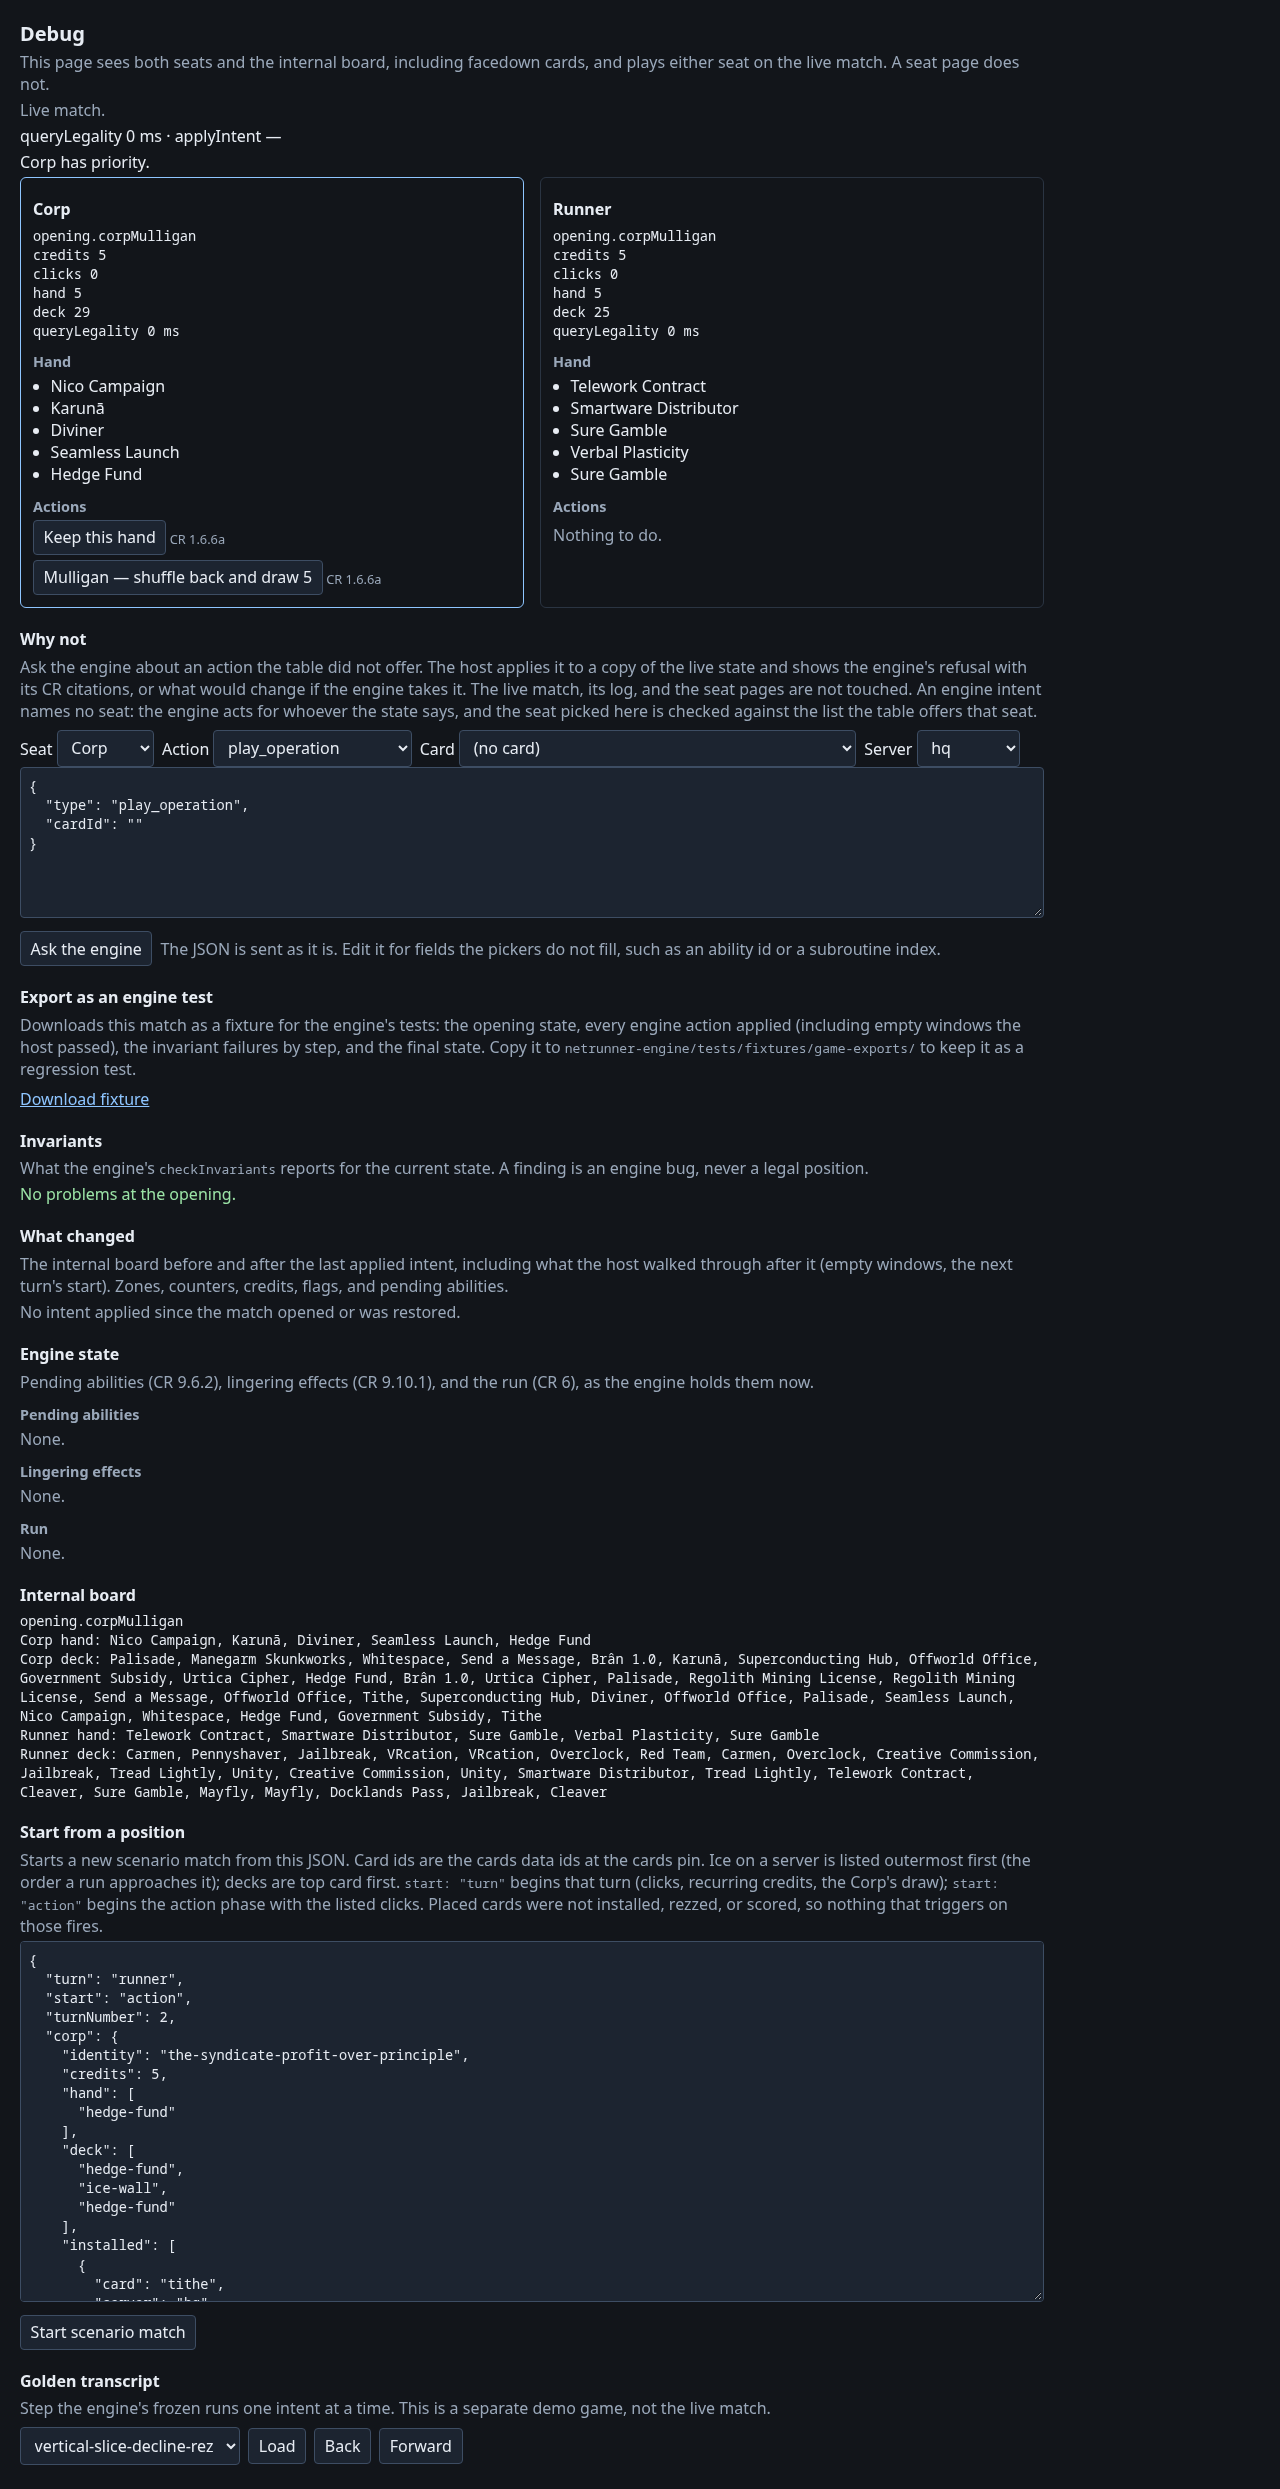 Debug
This page sees both seats and the internal board, including facedown cards, and plays either seat on the live match. A seat page does
not.
Live match.
queryLegality 0 ms · applyIntent —
Corp has priority.
Corp
opening.corpMulligan
credits 5
clicks 0
hand 5
deck 29
queryLegality 0 ms
Hand
• Nico Campaign
• Karunā
• Diviner
• Seamless Launch
• Hedge Fund
Actions
Keep this hand CR 1.6.6a
Mulligan — shuffle back and draw 5 CR 1.6.6a
Runner
opening.corpMulligan
credits 5
clicks 0
hand 5
deck 25
queryLegality 0 ms
Hand
• Telework Contract
• Smartware Distributor
• Sure Gamble
• Verbal Plasticity
• Sure Gamble
Actions
Nothing to do.
Why not
Ask the engine about an action the table did not offer. The host applies it to a copy of the live state and shows the engine's refusal with
its CR citations, or what would change if the engine takes it. The live match, its log, and the seat pages are not touched. An engine intent
names no seat: the engine acts for whoever the state says, and the seat picked here is checked against the list the table offers that seat.
Seat Corp Action play_operation Card (no card) Server hq
{
  "type": "play_operation",
  "cardId": ""
}
Ask the engine The JSON is sent as it is. Edit it for fields the pickers do not fill, such as an ability id or a subroutine index.
Export as an engine test
Downloads this match as a fixture for the engine's tests: the opening state, every engine action applied (including empty windows the
host passed), the invariant failures by step, and the final state. Copy it to netrunner-engine/tests/fixtures/game-exports/ to keep it as a
regression test.
Download fixture
Invariants
What the engine's checkInvariants reports for the current state. A finding is an engine bug, never a legal position.
No problems at the opening.
What changed
The internal board before and after the last applied intent, including what the host walked through after it (empty windows, the next
turn's start). Zones, counters, credits, flags, and pending abilities.
No intent applied since the match opened or was restored.
Engine state
Pending abilities (CR 9.6.2), lingering effects (CR 9.10.1), and the run (CR 6), as the engine holds them now.
Pending abilities
None.
Lingering effects
None.
Run
None.
Internal board
opening.corpMulligan
Corp hand: Nico Campaign, Karunā, Diviner, Seamless Launch, Hedge Fund
Corp deck: Palisade, Manegarm Skunkworks, Whitespace, Send a Message, Brân 1.0, Karunā, Superconducting Hub, Offworld Office,
Government Subsidy, Urtica Cipher, Hedge Fund, Brân 1.0, Urtica Cipher, Palisade, Regolith Mining License, Regolith Mining
License, Send a Message, Offworld Office, Tithe, Superconducting Hub, Diviner, Offworld Office, Palisade, Seamless Launch,
Nico Campaign, Whitespace, Hedge Fund, Government Subsidy, Tithe
Runner hand: Telework Contract, Smartware Distributor, Sure Gamble, Verbal Plasticity, Sure Gamble
Runner deck: Carmen, Pennyshaver, Jailbreak, VRcation, VRcation, Overclock, Red Team, Carmen, Overclock, Creative Commission,
Jailbreak, Tread Lightly, Unity, Creative Commission, Unity, Smartware Distributor, Tread Lightly, Telework Contract,
Cleaver, Sure Gamble, Mayfly, Mayfly, Docklands Pass, Jailbreak, Cleaver
Start from a position
Starts a new scenario match from this JSON. Card ids are the cards data ids at the cards pin. Ice on a server is listed outermost first (the
order a run approaches it); decks are top card first. start: "turn" begins that turn (clicks, recurring credits, the Corp's draw); start:
"action" begins the action phase with the listed clicks. Placed cards were not installed, rezzed, or scored, so nothing that triggers on
those fires.
{
  "turn": "runner",
  "start": "action",
  "turnNumber": 2,
  "corp": {
    "identity": "the-syndicate-profit-over-principle",
    "credits": 5,
    "hand": [
      "hedge-fund"
    ],
    "deck": [
      "hedge-fund",
      "ice-wall",
      "hedge-fund"
    ],
    "installed": [
      {
        "card": "tithe",
Start scenario match
Golden transcript
Step the engine's frozen runs one intent at a time. This is a separate demo game, not the live match.
vertical-slice-decline-rez Load Back Forward